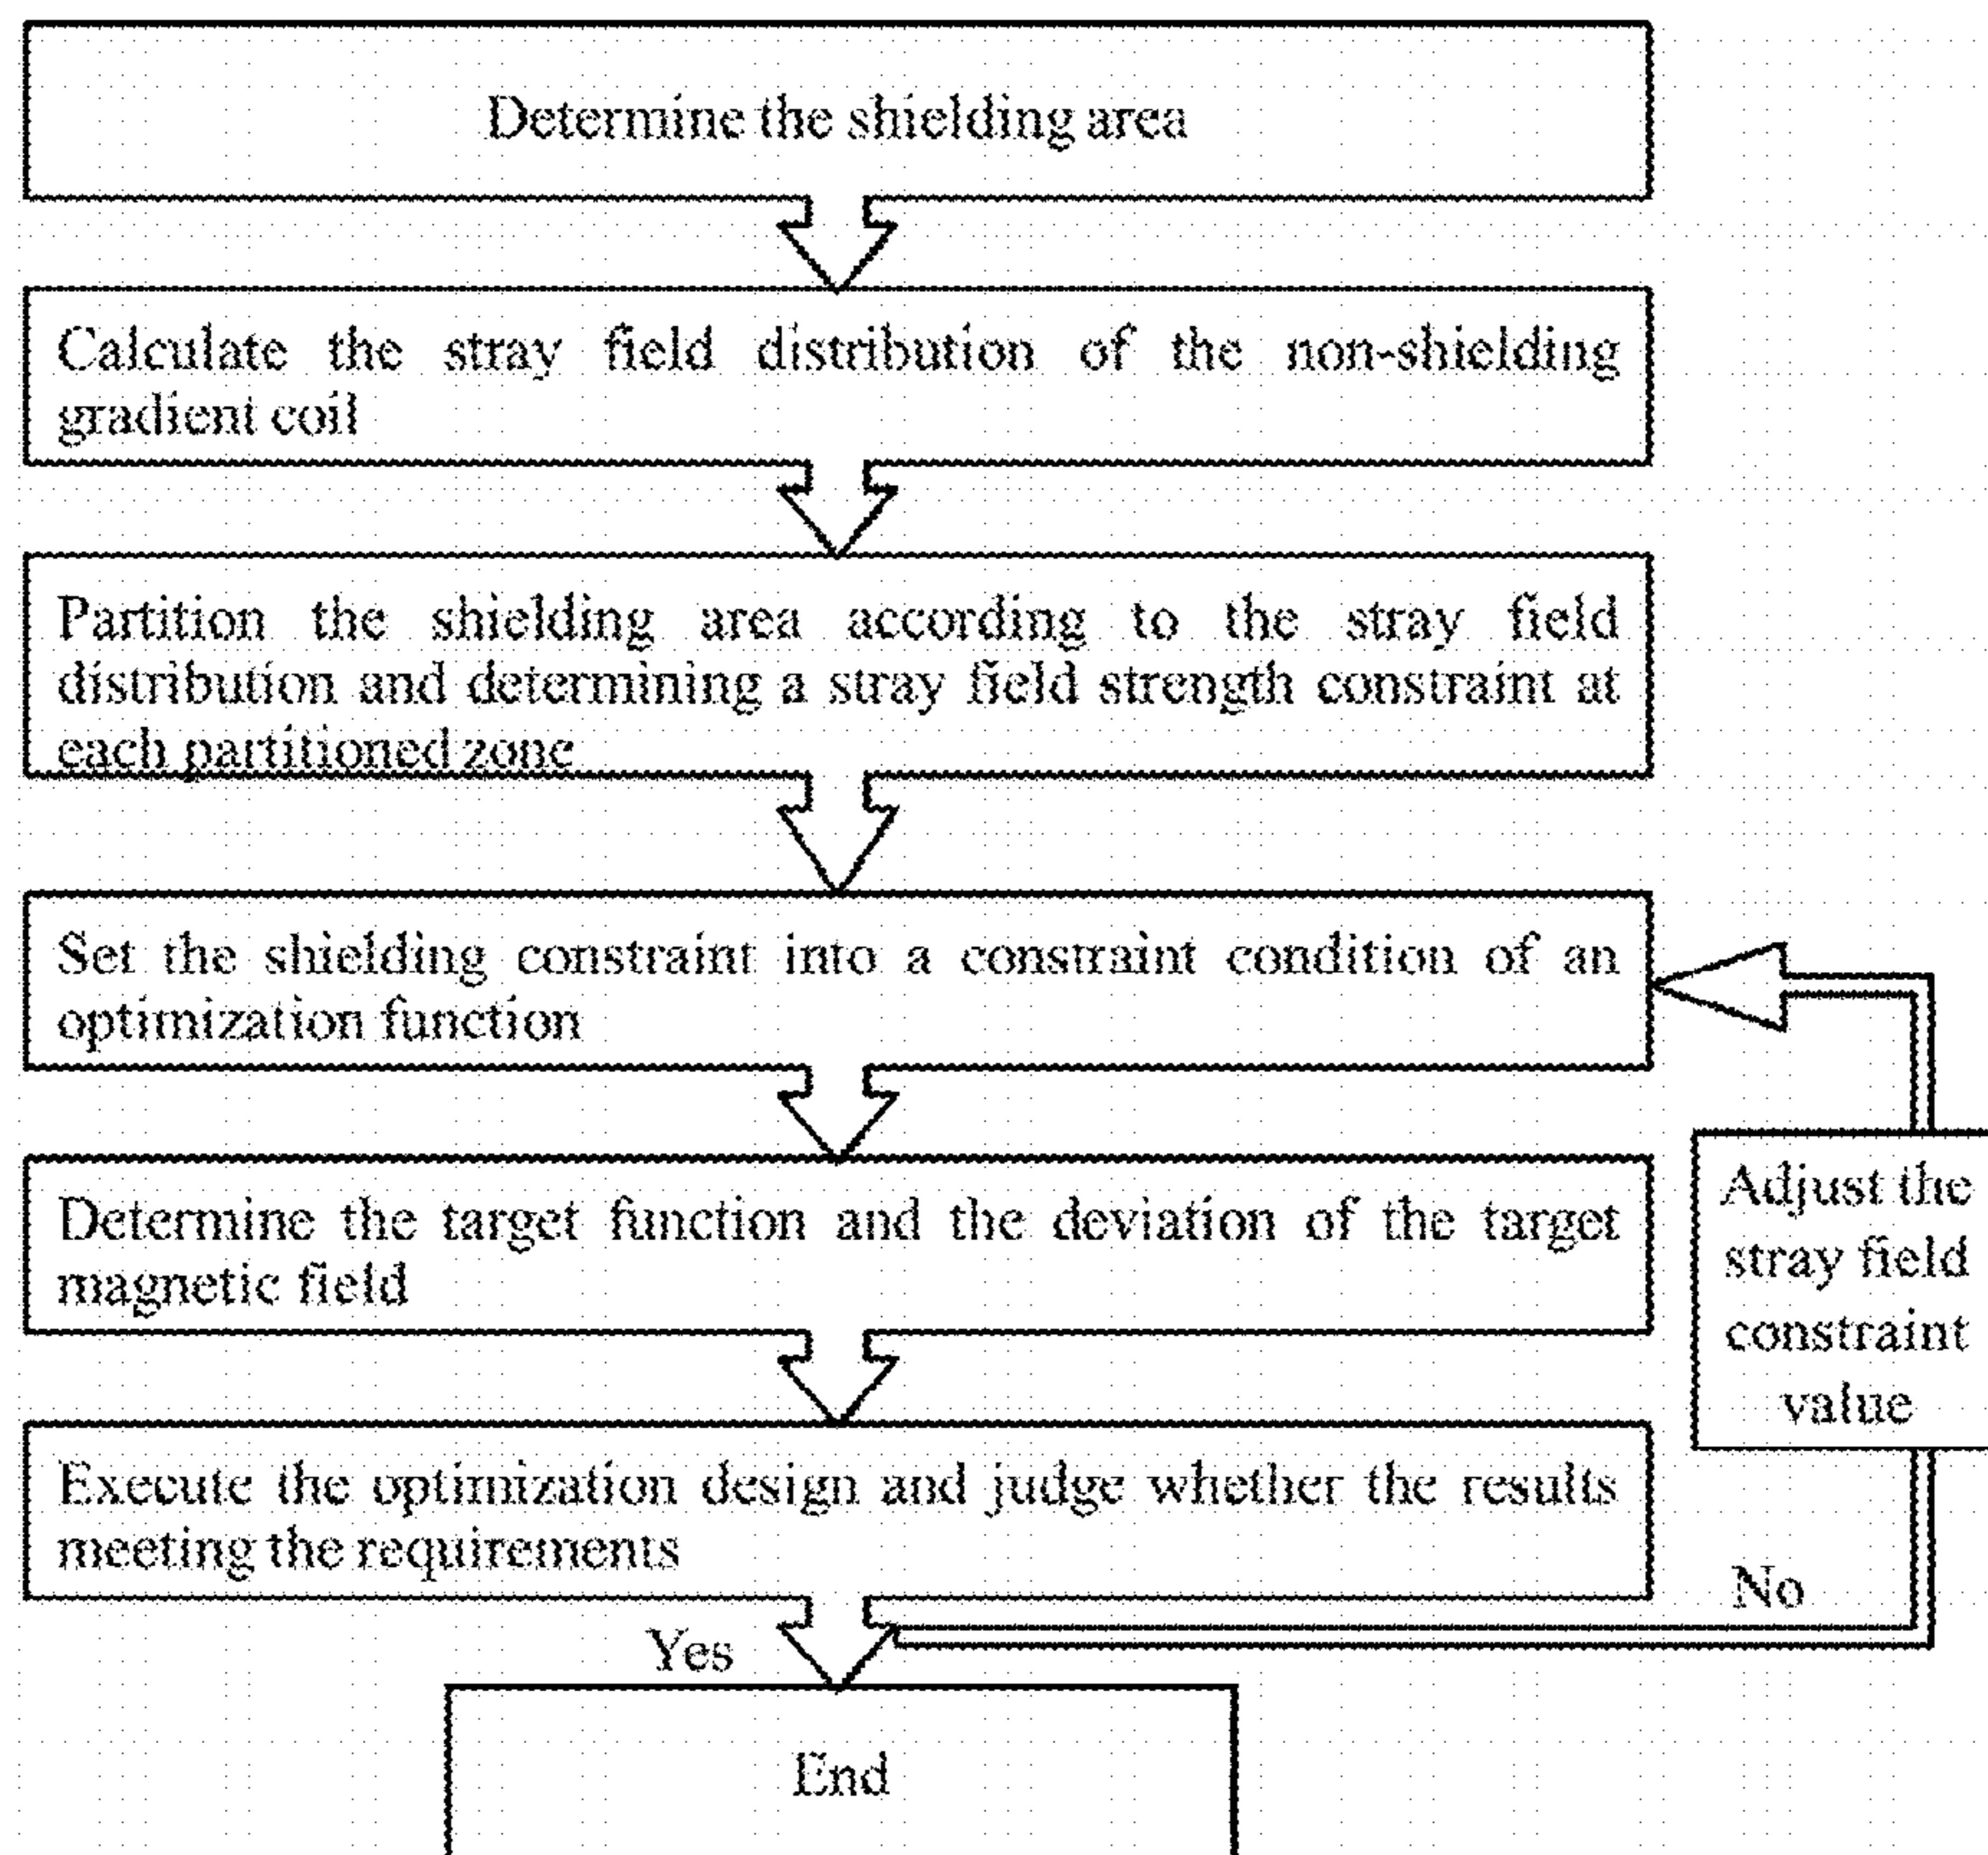 Determine the shielding area
Calculate the stray field distribution of the non-shielding
gradient coil
Partition the shielding area according to the stray field
distribution and determining a stray field strength constraint at
each partitioned zone
Set the shielding constraint into a constraint condition of an
optimization function
Determine the target function and the deviation of the target
magnetic field
Execute the optimization design and judge whether the results
meeting the requirements
Adjust the
stray field
constraint
value
No
Yes
End